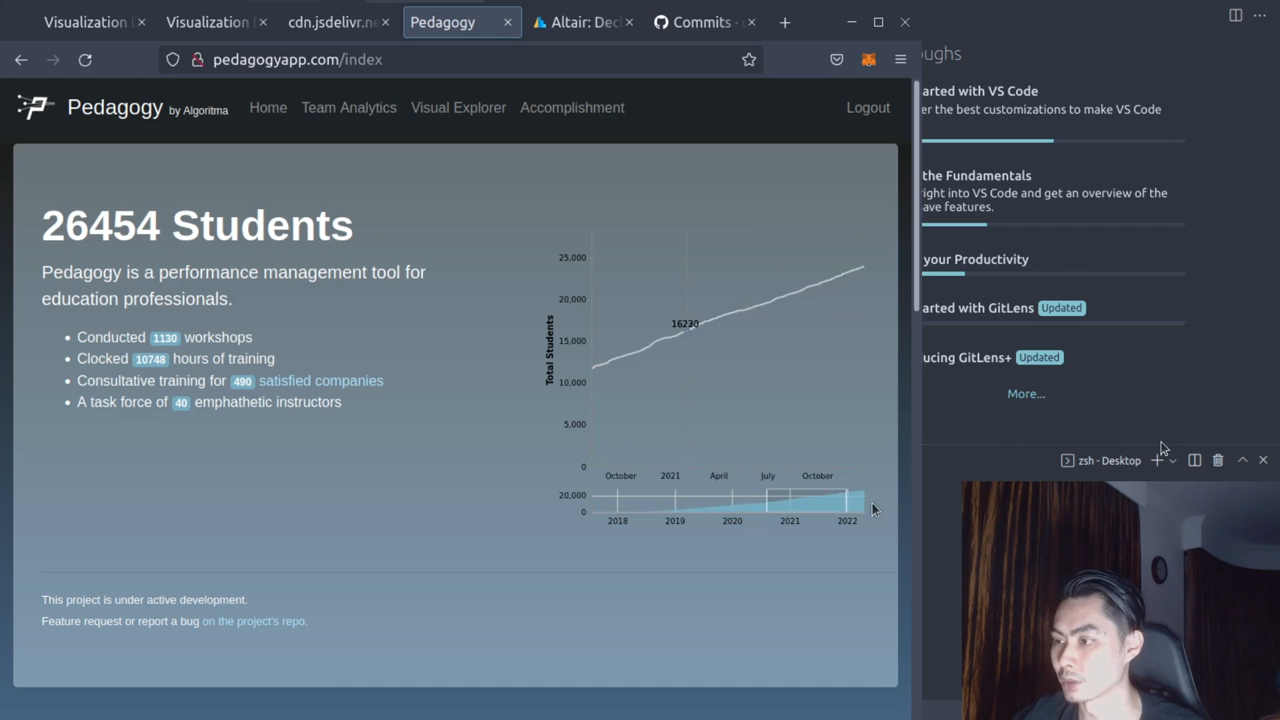 Visualization
Visualization
cdn.jsdelivr.ne
Pedagogy
Altair: Decl
Commits ·
pedagogyapp.com/index
Pedagogy by Algoritma
Home
Team Analytics
Visual Explorer
Accomplishment
Logout
26454 Students
Pedagogy is a performance management tool for
education professionals.
Conducted 1130 workshops
Clocked 10748 hours of training
Consultative training for 490 satisfied companies
A task force of 40 emphathetic instructors
Total Students
25,000
20,000
15,000
10,000
5,000
0
16230
October
2021
April
July
October
20,000
0
2018
2019
2020
2021
2022
This project is under active development.
Feature request or report a bug on the project's repo.
oughs
arted with VS Code
er the best customizations to make VS Code
the Fundamentals
right into VS Code and get an overview of the
ave features.
your Productivity
arted with GitLens Updated
ucing GitLens+ Updated
More...
zsh - Desktop